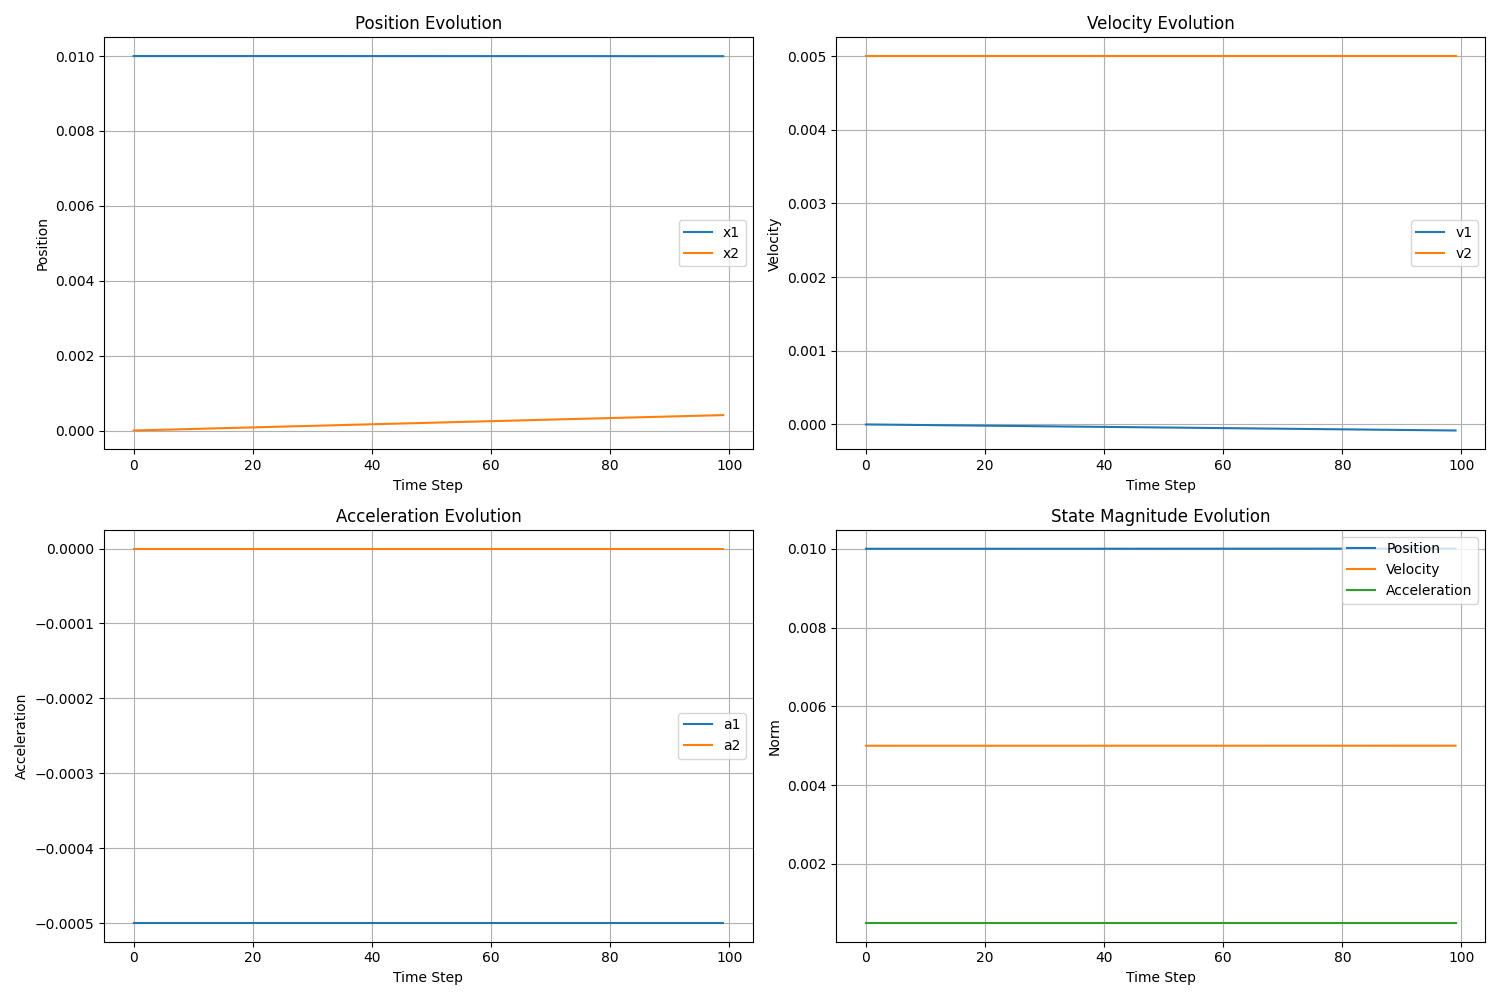 Position Evolution
Position
0.010
0.008
0.006
0.004
0.002
0.000
x1
x2
0 20 40 60 80 100
Time Step
Velocity Evolution
Velocity
0.005
0.004
0.003
0.002
0.001
0.000
v1
v2
0 20 40 60 80 100
Time Step
Acceleration Evolution
Acceleration
0.0000
−0.0001
−0.0002
−0.0003
−0.0004
−0.0005
a1
a2
0 20 40 60 80 100
Time Step
State Magnitude Evolution
Norm
0.010
0.008
0.006
0.004
0.002
Position
Velocity
Acceleration
0 20 40 60 80 100
Time Step